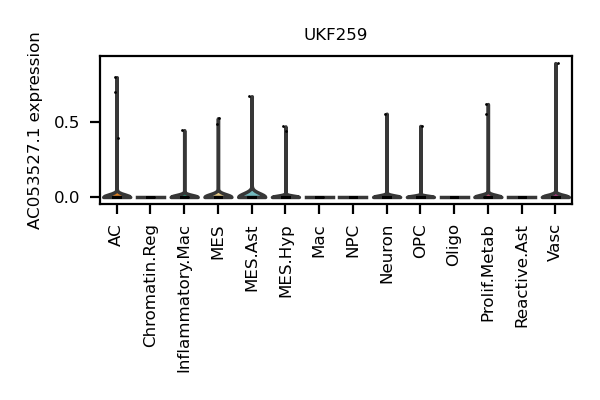 UKF259
AC053527.1 expression
0.5
0.0
AC
Chromatin.Reg
Inflammatory.Mac
MES
MES.Ast
MES.Hyp
Mac
NPC
Neuron
OPC
Oligo
Prolif.Metab
Reactive.Ast
Vasc